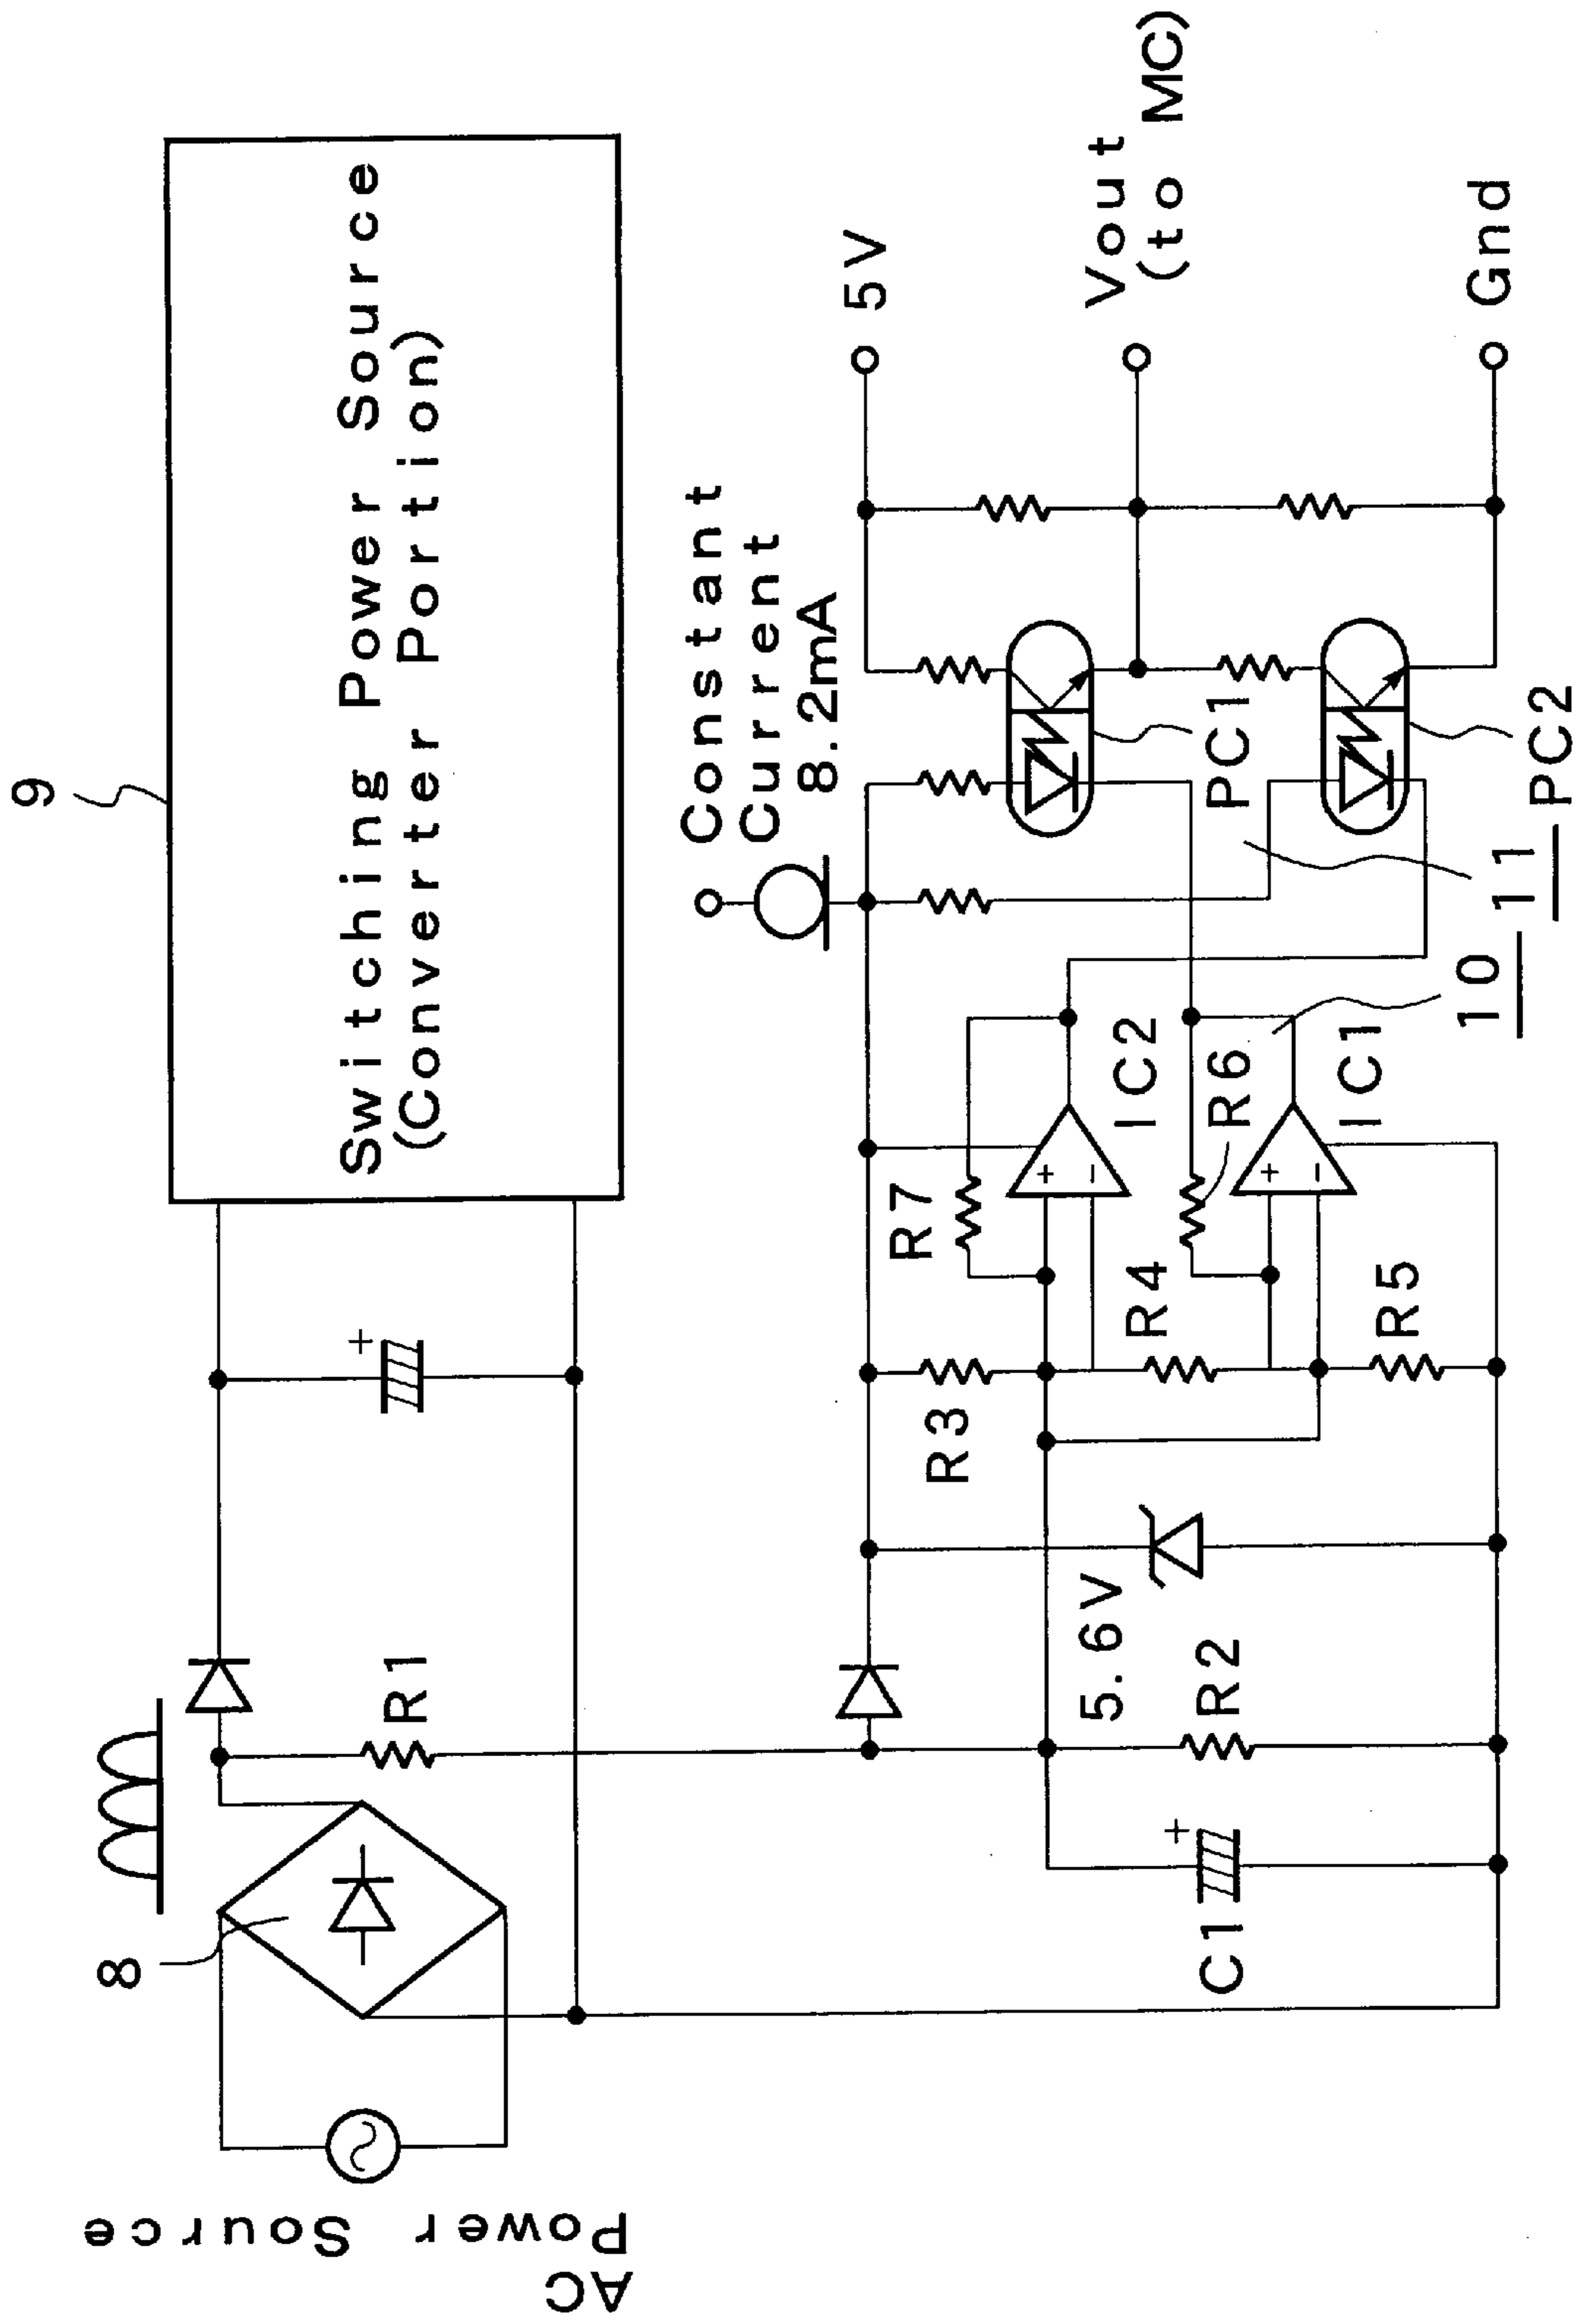 9
Switching Power Source
(Converter Portion)
8
R1
AC
Power Source
Constant
Current
8.2mA
5V
Vout
(to MC)
Gnd
R3
R7
IC2
R4
R6
IC1
R5
5.6V
R2
C1
+
+
+
-
+
-
PC1
PC2
10
11